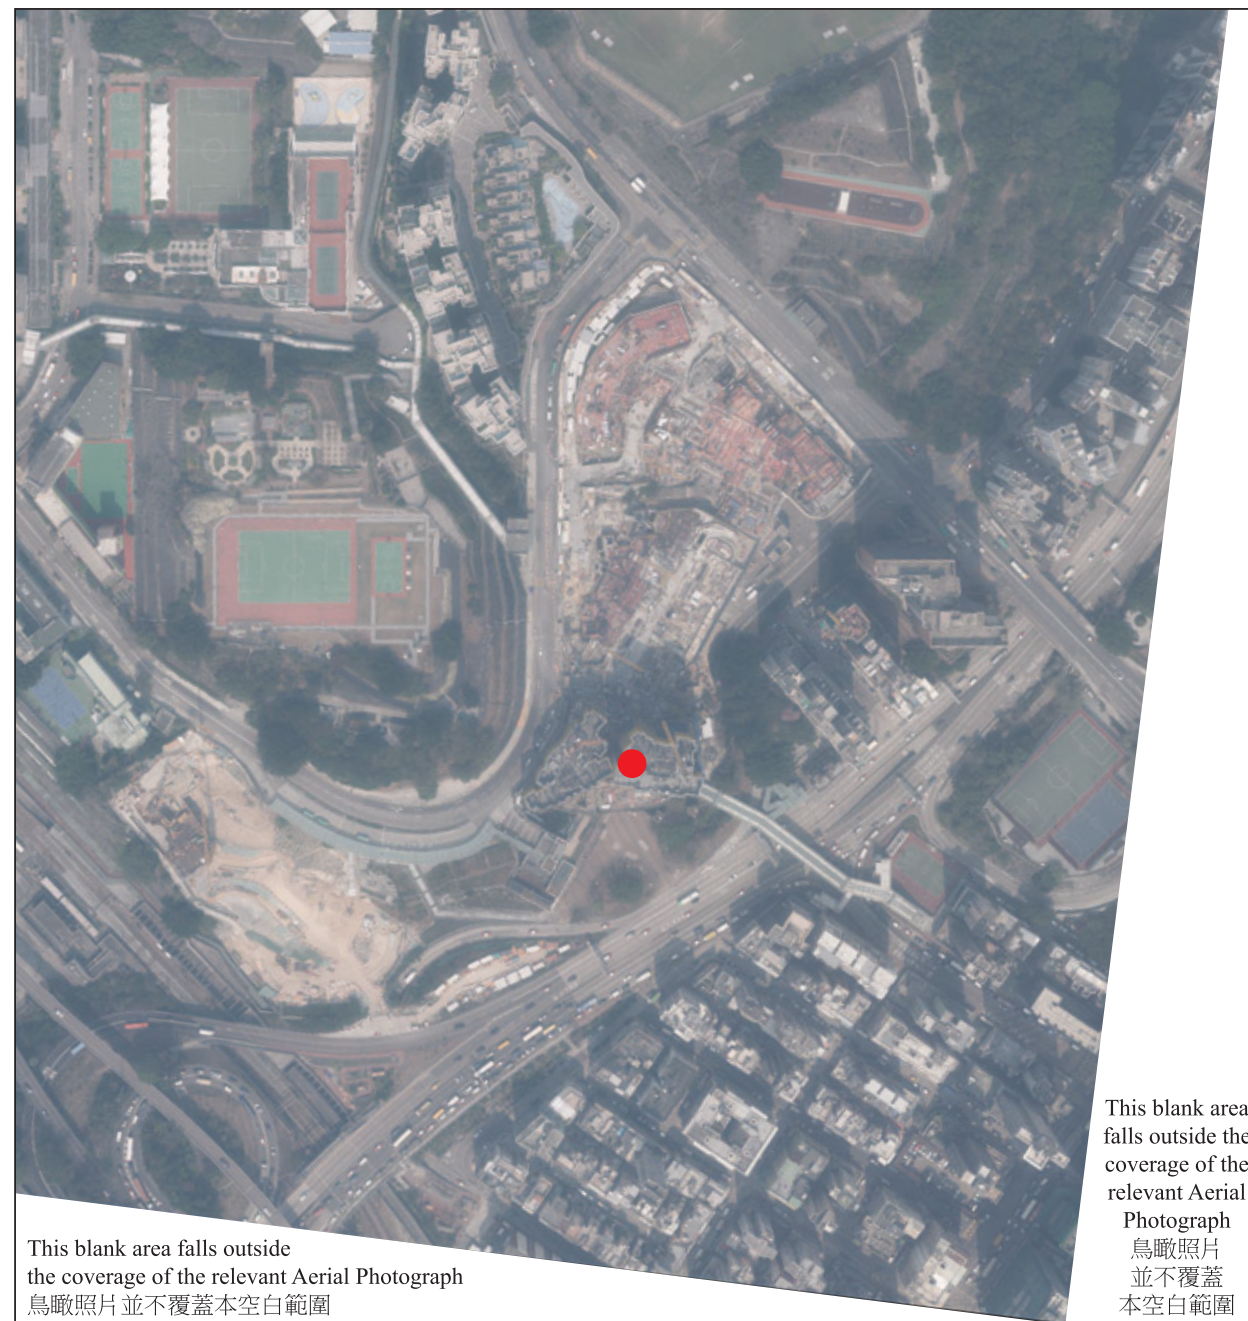 This blank area
falls outside the
coverage of the
relevant Aerial
Photograph
鳥瞰照片
並不覆蓋
本空白範圍
This blank area falls outside
the coverage of the relevant Aerial Photograph
鳥瞰照片並不覆蓋本空白範圍